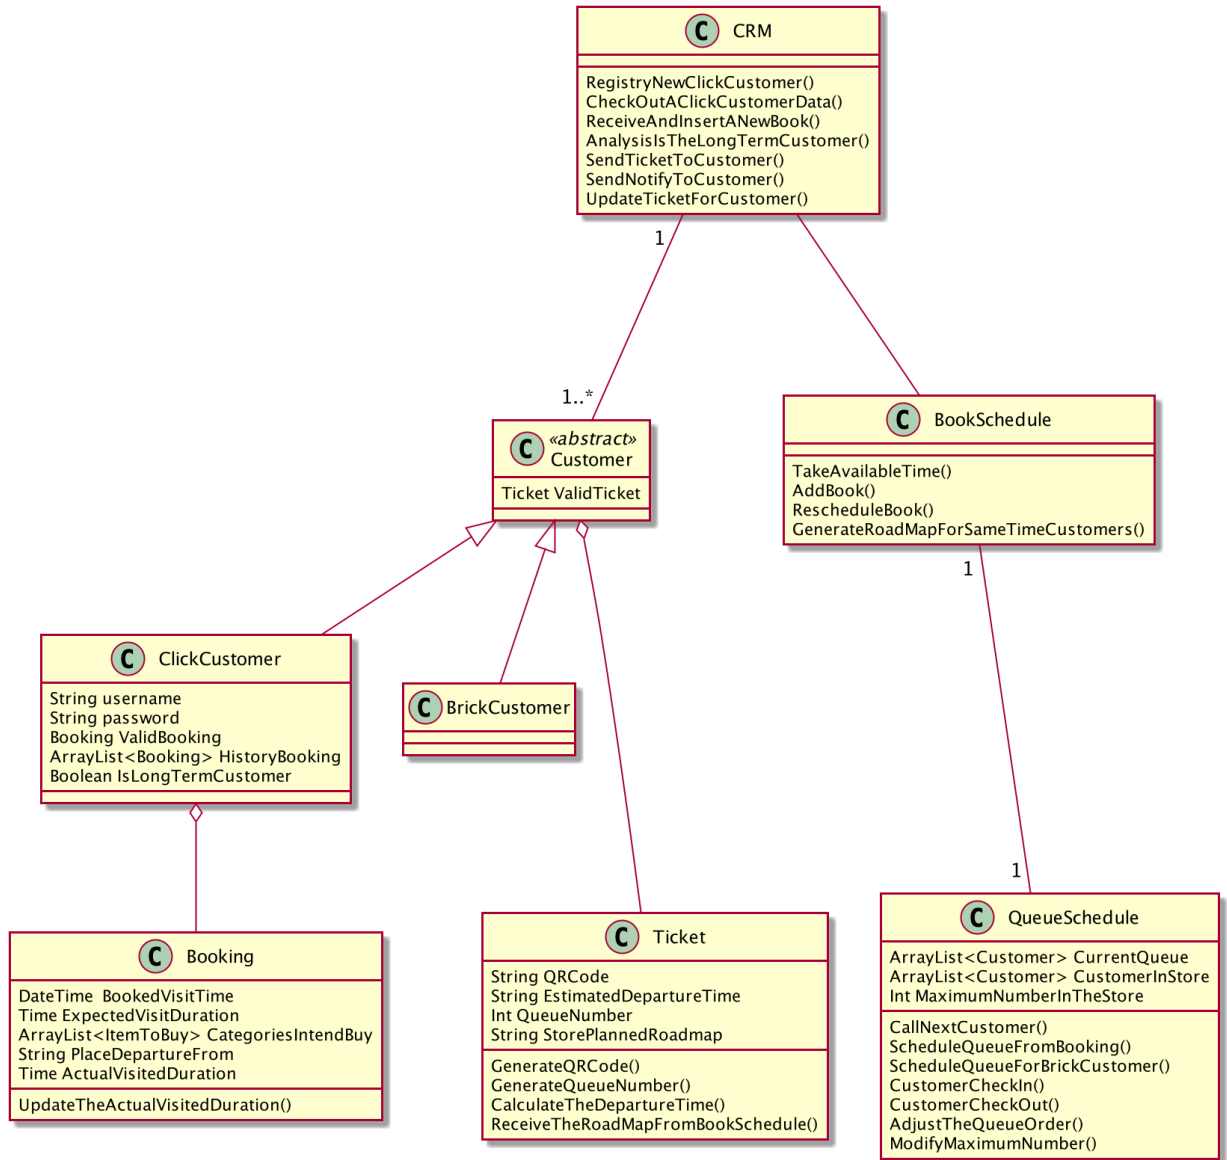 C CRM
RegistryNewClickCustomer()
CheckOutAClickCustomerData()
ReceiveAndInsertANewBook()
AnalysisIsTheLongTermCustomer()
SendTicketToCustomer()
SendNotifyToCustomer()
UpdateTicketForCustomer()
1
1..*
C «abstract»
Customer
Ticket ValidTicket
C BookSchedule
TakeAvailableTime()
AddBook()
RescheduleBook()
GenerateRoadMapForSameTimeCustomers()
1
1
C ClickCustomer
String username
String password
Booking ValidBooking
ArrayList<Booking> HistoryBooking
Boolean IsLongTermCustomer
C BrickCustomer
C Booking
DateTime  BookedVisitTime
Time ExpectedVisitDuration
ArrayList<ItemToBuy> CategoriesIntendBuy
String PlaceDepartureFrom
Time ActualVisitedDuration
UpdateTheActualVisitedDuration()
C Ticket
String QRCode
String EstimatedDepartureTime
Int QueueNumber
String StorePlannedRoadmap
GenerateQRCode()
GenerateQueueNumber()
CalculateTheDepartureTime()
ReceiveTheRoadMapFromBookSchedule()
C QueueSchedule
ArrayList<Customer> CurrentQueue
ArrayList<Customer> CustomerInStore
Int MaximumNumberInTheStore
CallNextCustomer()
ScheduleQueueFromBooking()
ScheduleQueueForBrickCustomer()
CustomerCheckIn()
CustomerCheckOut()
AdjustTheQueueOrder()
ModifyMaximumNumber()